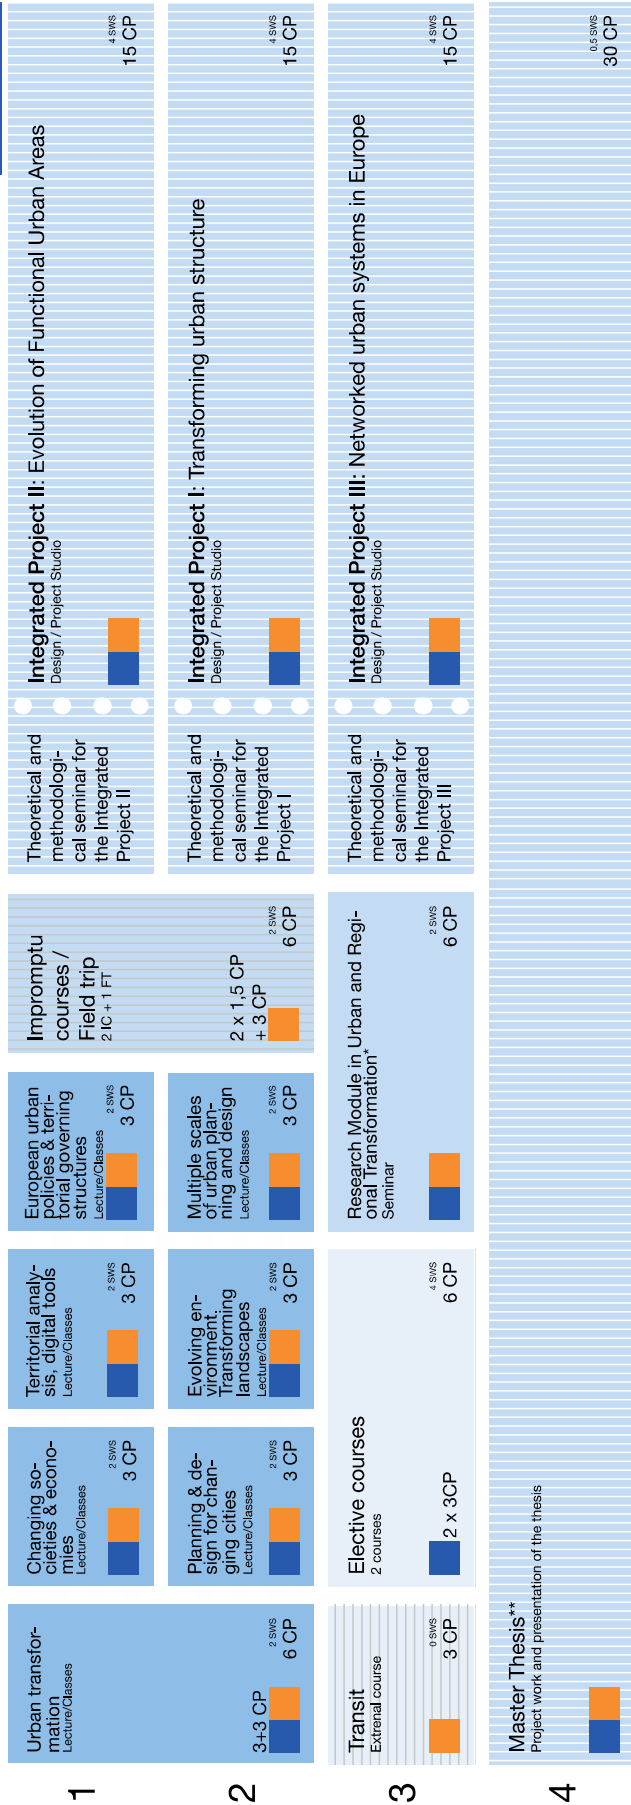 1
Urban transfor-
mation
Lecture/Classes
3+3 CP
2 SWS
6 CP
Changing so-
cieties & econo-
mies
Lecture/Classes
2 SWS
3 CP
Territorial analy-
sis, digital tools
Lecture/Classes
2 SWS
3 CP
European urban
policies & terri-
torial governing
structures
Lecture/Classes
2 SWS
3 CP
Impromptu
courses /
Field trip
2 IC + 1 FT
2 x 1,5 CP
+ 3 CP
2 SWS
6 CP
Theoretical and
methodologi-
cal seminar for
the Integrated
Project II
Integrated Project II: Evolution of Functional Urban Areas
Design / Project Studio
4 SWS
15 CP
2
Planning & de-
sign for chan-
ging cities
Lecture/Classes
2 SWS
3 CP
Evolving en-
vironment.
Transforming
landscapes
Lecture/Classes
2 SWS
3 CP
Multiple scales
of urban plan-
ning and design
Lecture/Classes
2 SWS
3 CP
Theoretical and
methodologi-
cal seminar for
the Integrated
Project I
Integrated Project I: Transforming urban structure
Design / Project Studio
4 SWS
15 CP
3
Transit
Extrenal course
0 SWS
3 CP
Elective courses
2 courses
2 x 3CP
4 SWS
6 CP
Research Module in Urban and Regi-
onal Transformation*
Seminar
2 SWS
6 CP
Theoretical and
methodologi-
cal seminar for
the Integrated
Project III
Integrated Project III: Networked urban systems in Europe
Design / Project Studio
4 SWS
15 CP
4
Master Thesis**
Project work and presentation of the thesis
0.5 SWS
30 CP